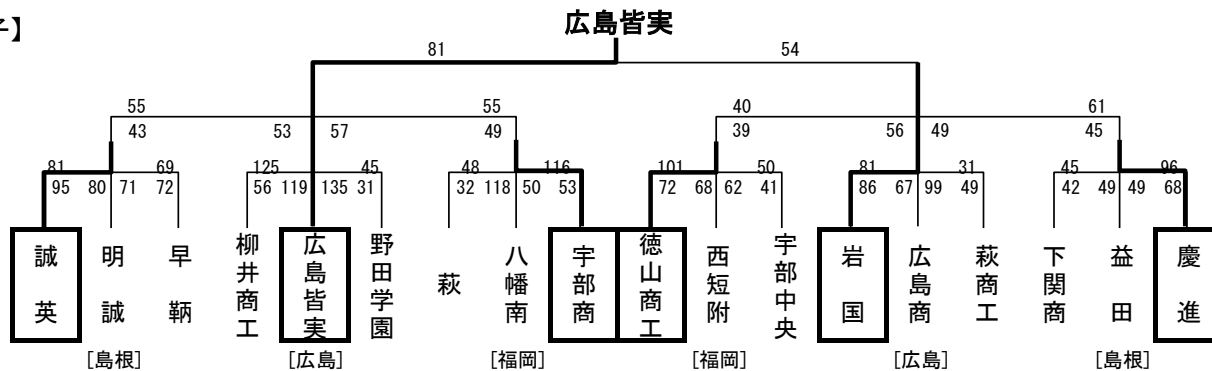 子】
広島皆実
81 54
55 55 40 61
43 53 57 49 39 56 49 45
81 69 125 45 48 116 101 50 81 31 45 96
95 80 71 72 56 119 135 31 32 118 50 53 72 68 62 41 86 67 99 49 42 49 49 68
誠英
明誠
早鞆
柳井商工
広島皆実
野田学園
萩
八幡南
宇部商
徳山商工
西短附
宇部中央
岩国
広島商
萩商工
下関商
益田
慶進
[島根] [広島] [福岡] [福岡] [広島] [島根]